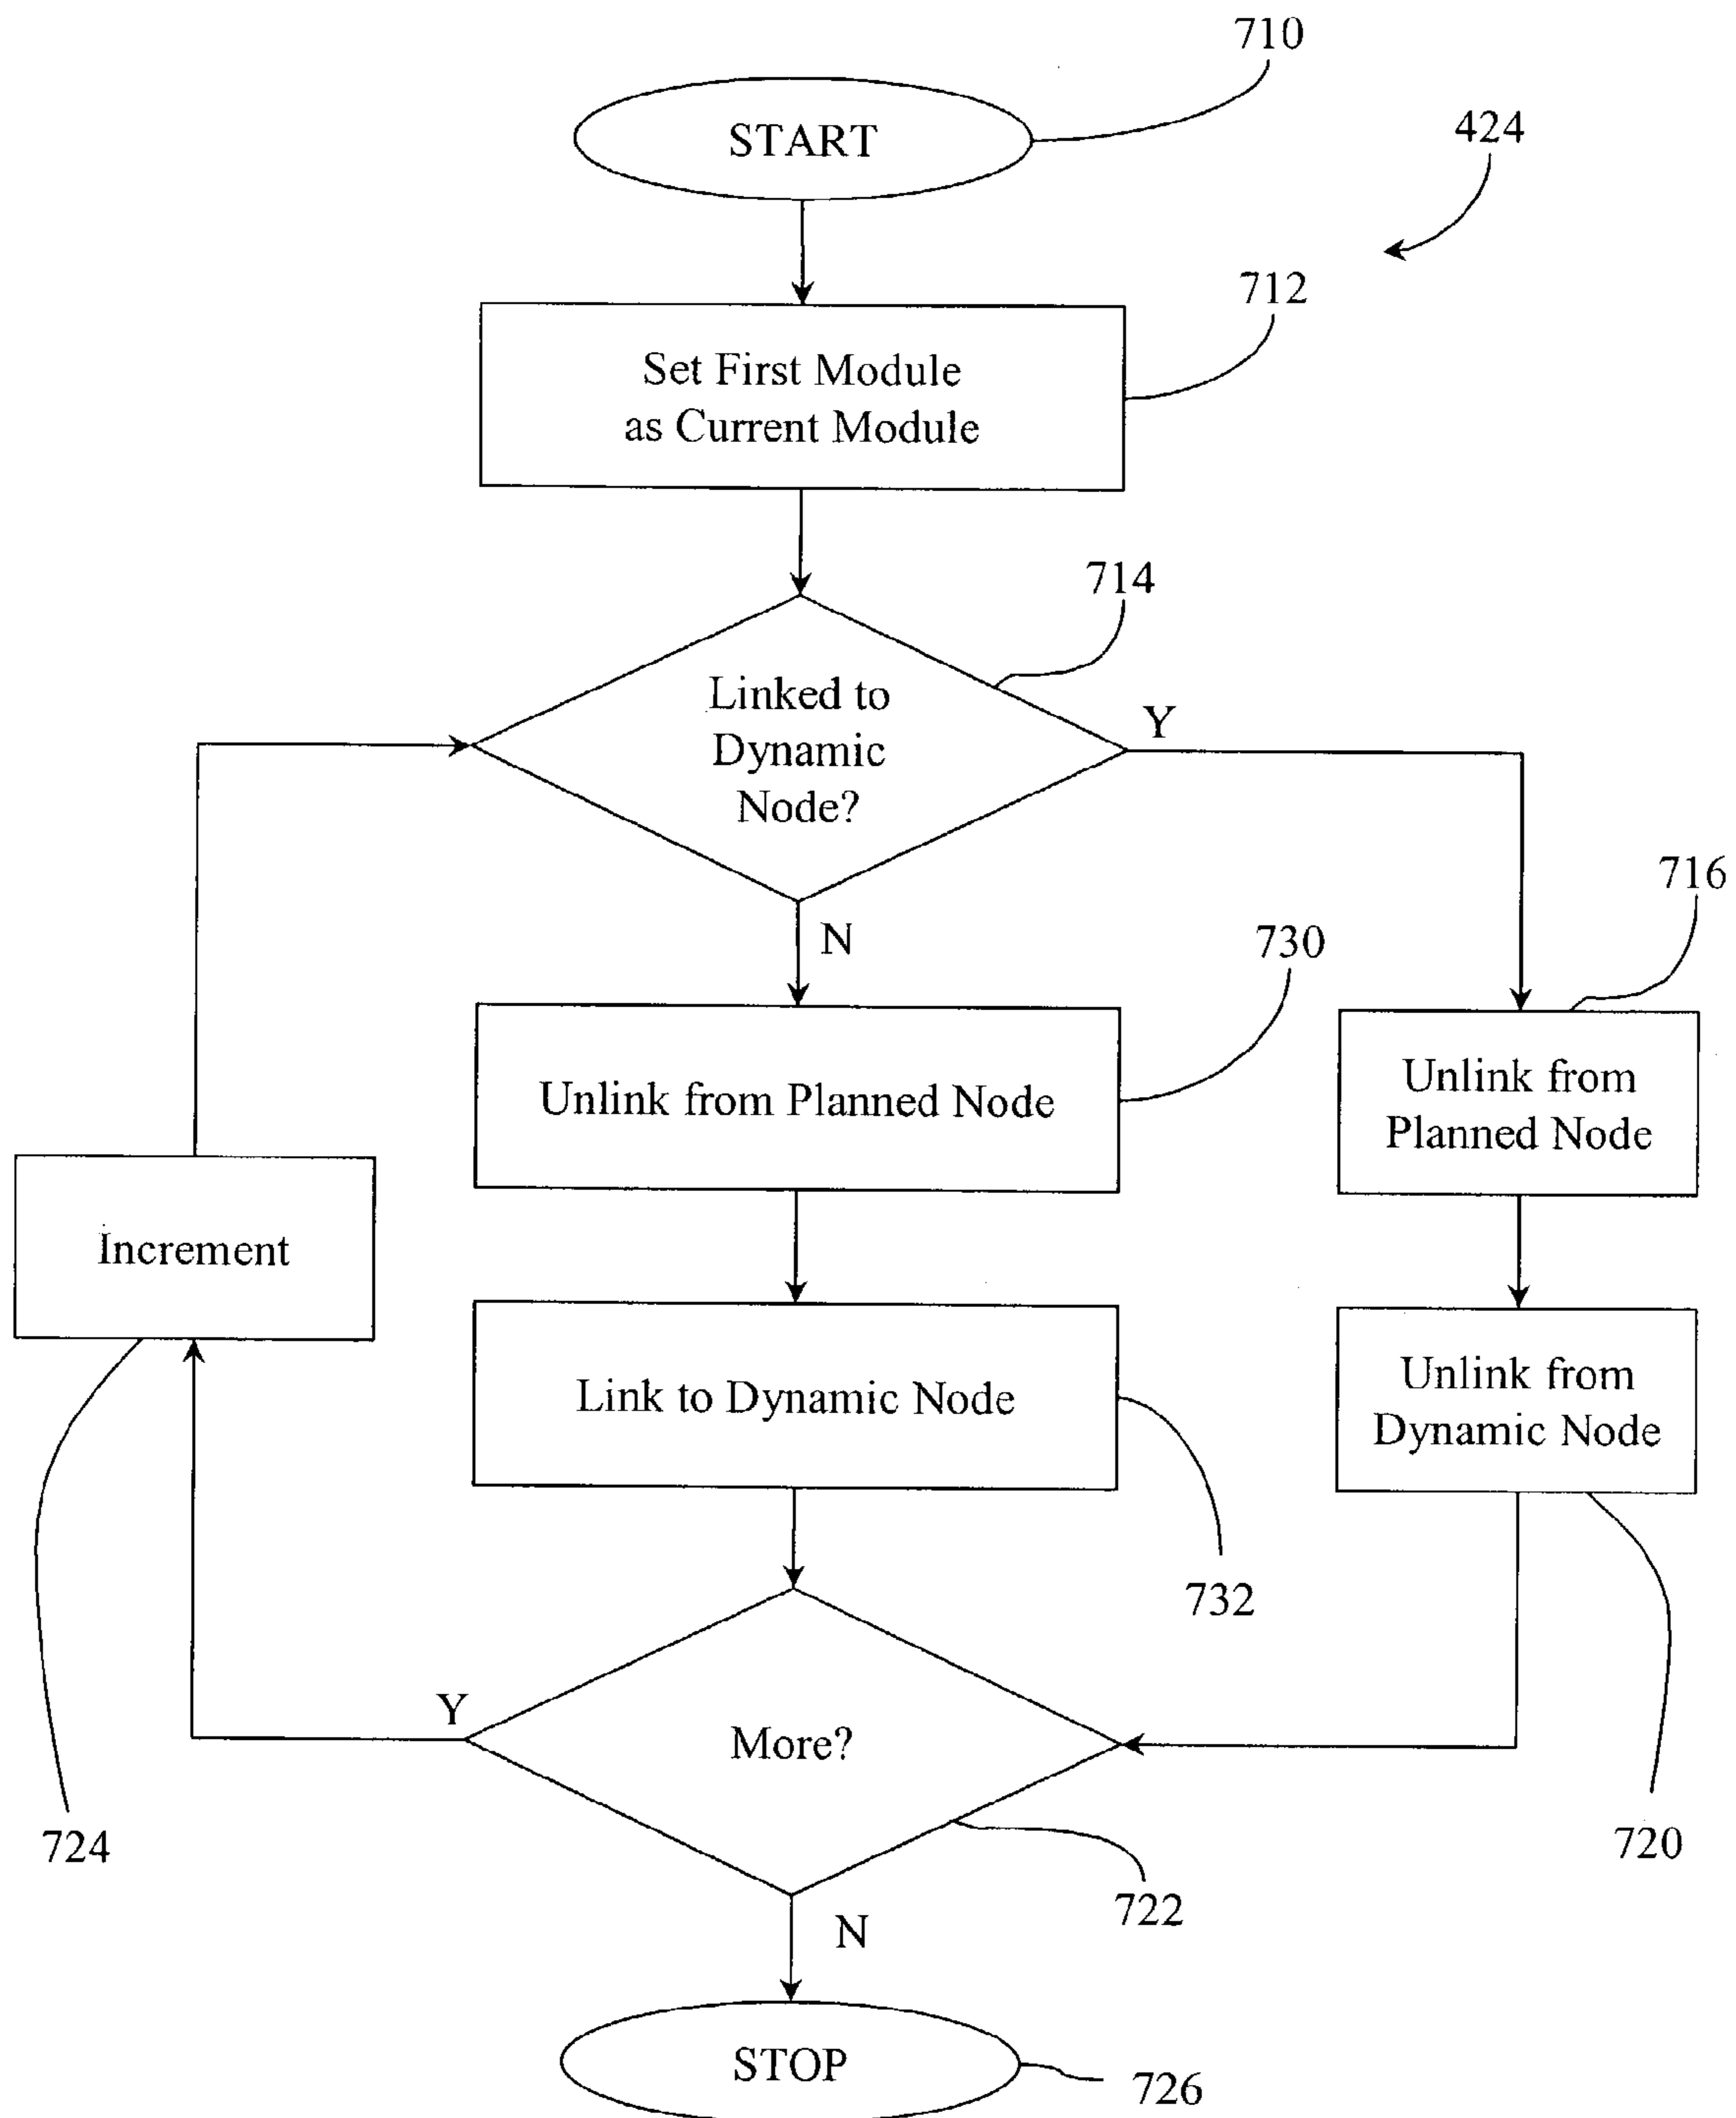 710
START
424
712
Set First Module
as Current Module
714
Linked to
Dynamic
Node?
Y
716
N
730
Unlink from
Planned Node
Unlink from Planned Node
Increment
Link to Dynamic Node
Unlink from
Dynamic Node
732
Y
More?
724
720
722
N
STOP
726